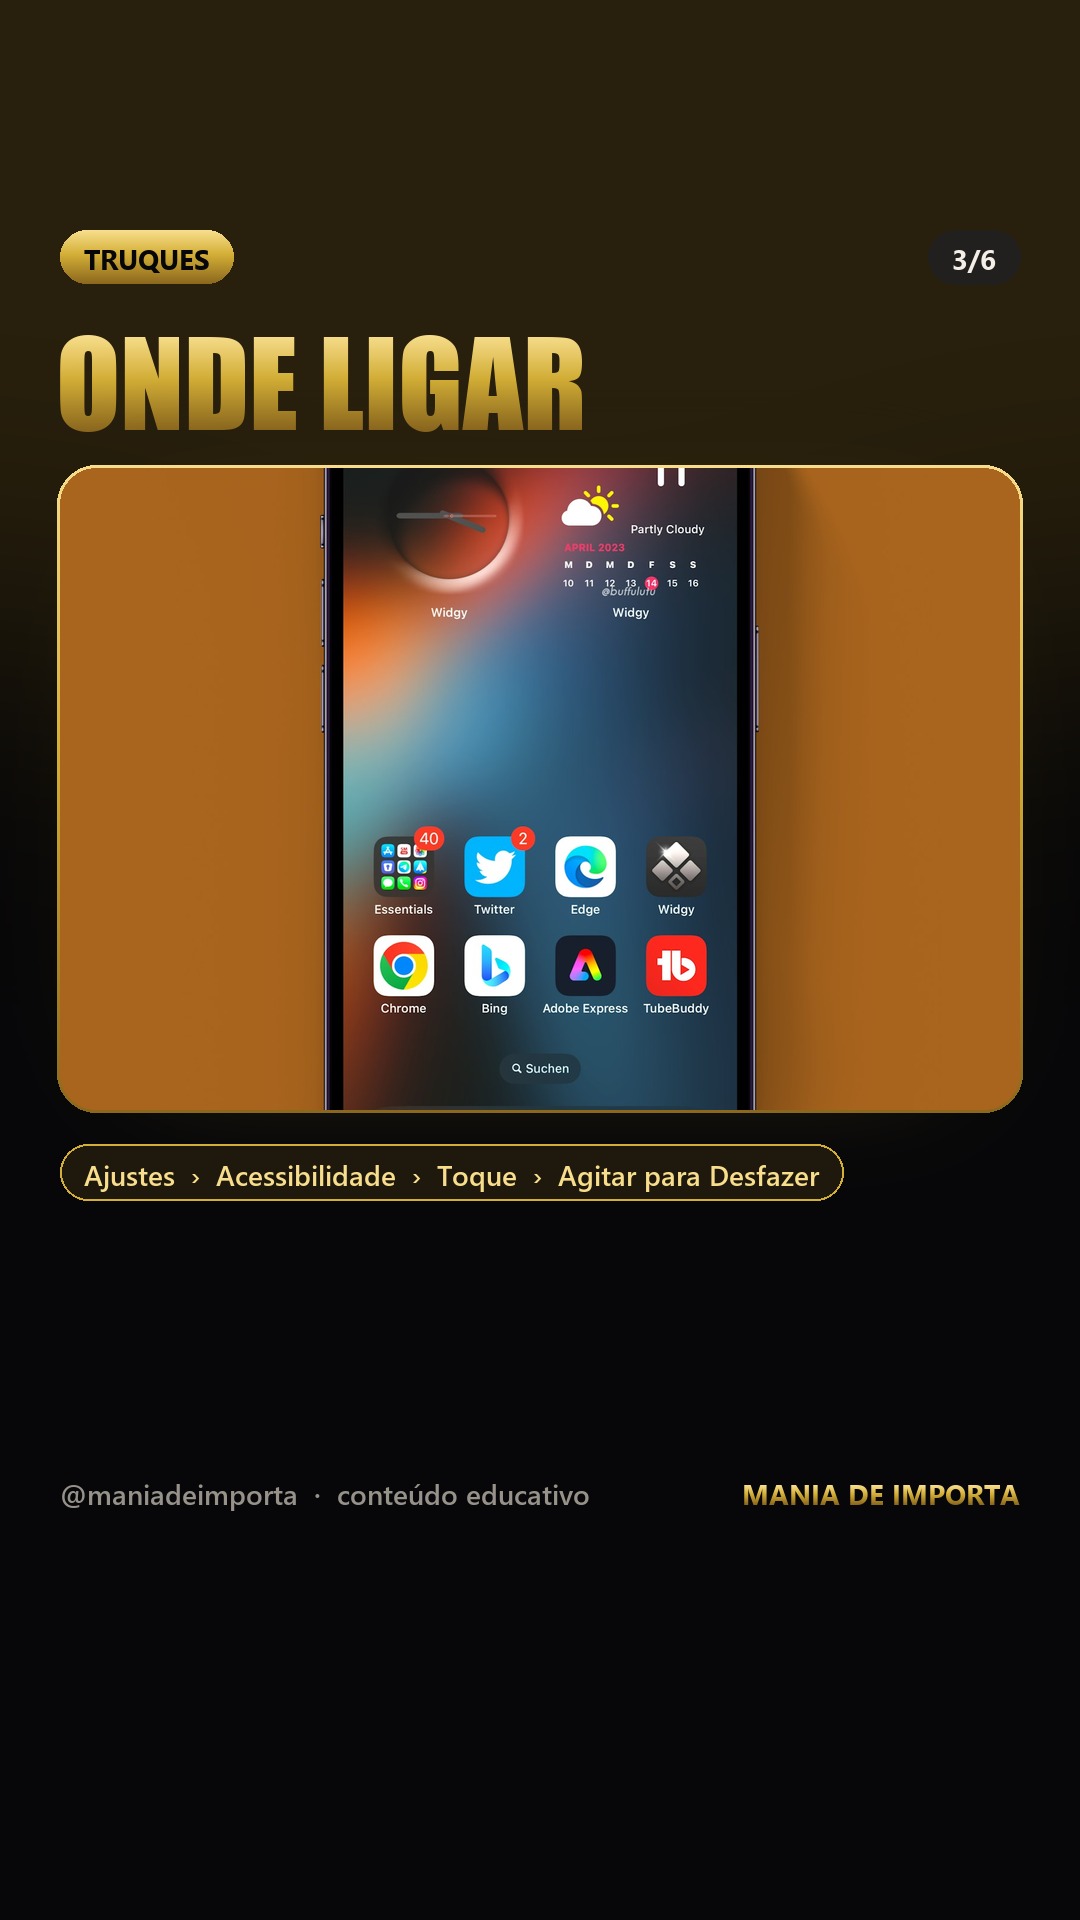 TRUQUES
3/6
ONDE LIGAR
Partly Cloudy
APRIL 2023
M D M D F S S
10 11 12 13 14 15 16
@buffulutu
Widgy
Widgy
40
2
Essentials Twitter Edge Widgy
Chrome Bing Adobe Express TubeBuddy
Suchen
Ajustes › Acessibilidade › Toque › Agitar para Desfazer
@maniadeimporta · conteúdo educativo
MANIA DE IMPORTA